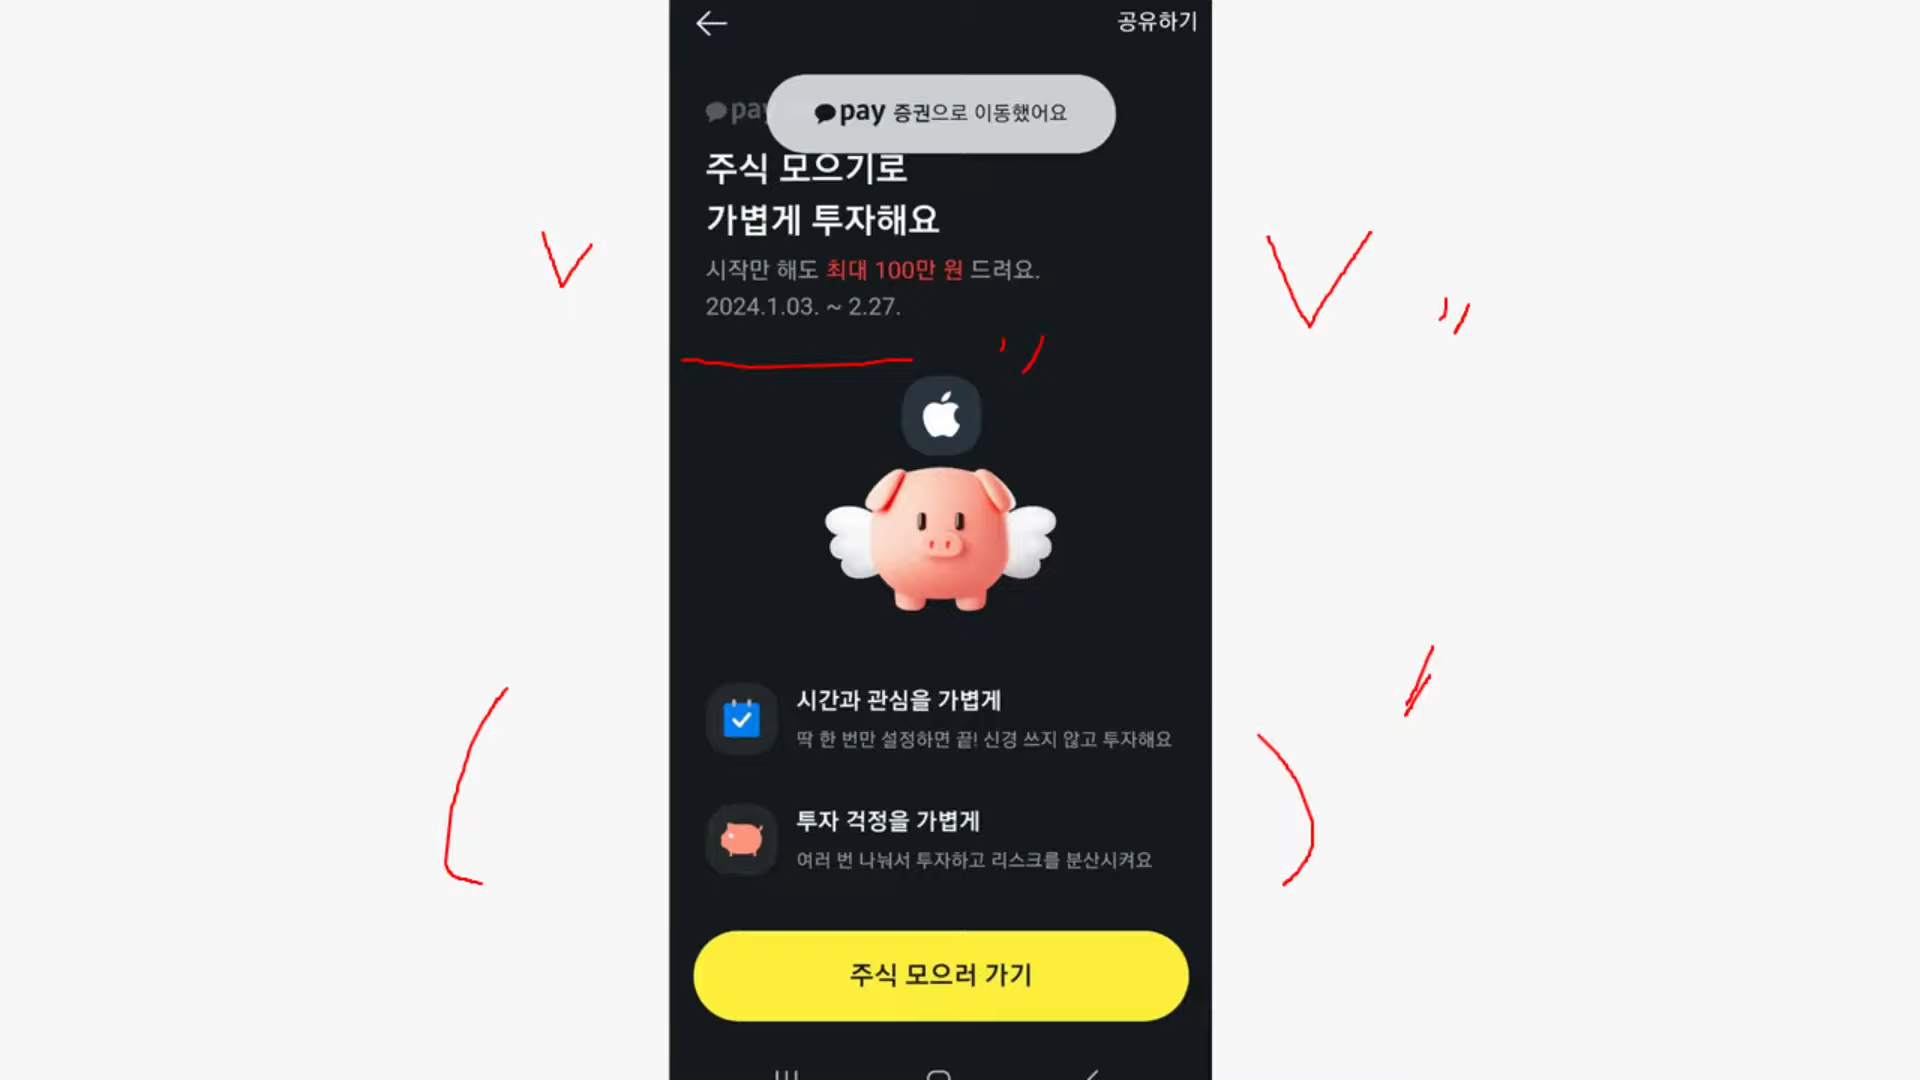 공유하기
pay
pay 증권으로 이동했어요
주식 모으기로
가볍게 투자해요
시작만 해도 최대 100만 원 드려요.
2024.1.03. ~ 2.27.
시간과 관심을 가볍게
딱 한 번만 설정하면 끝! 신경 쓰지 않고 투자해요
투자 걱정을 가볍게
여러 번 나눠서 투자하고 리스크를 분산시켜요
주식 모으러 가기